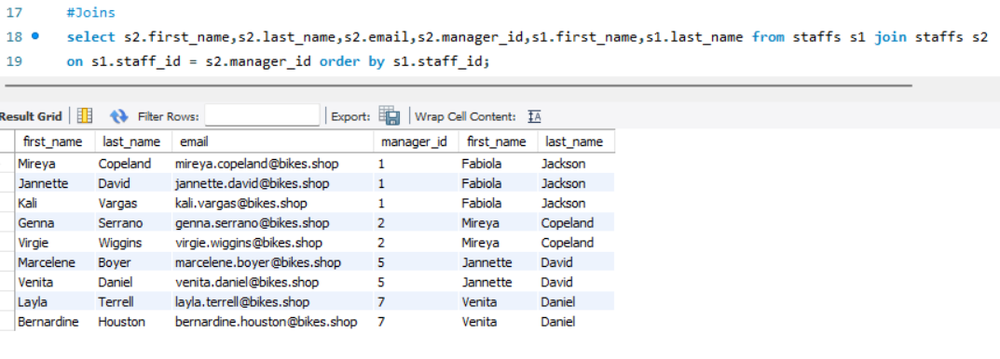 17 #Joins
18 select s2.first_name,s2.last_name,s2.email,s2.manager_id,s1.first_name,s1.last_name from staffs s1 join staffs s2
19 on s1.staff_id = s2.manager_id order by s1.staff_id;
Result Grid Filter Rows: Export: Wrap Cell Content: IA
first_name last_name email manager_id first_name last_name
Mireya Copeland mireya.copeland@bikes.shop 1 Fabiola Jackson
Jannette David jannette.david@bikes.shop 1 Fabiola Jackson
Kali Vargas kali.vargas@bikes.shop 1 Fabiola Jackson
Genna Serrano genna.serrano@bikes.shop 2 Mireya Copeland
Virgie Wiggins virgie.wiggins@bikes.shop 2 Mireya Copeland
Marcelene Boyer marcelene.boyer@bikes.shop 5 Jannette David
Venita Daniel venita.daniel@bikes.shop 5 Jannette David
Layla Terrell layla.terrell@bikes.shop 7 Venita Daniel
Bernardine Houston bernardine.houston@bikes.shop 7 Venita Daniel